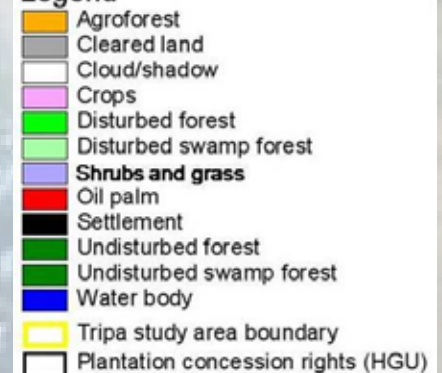 Legend
Agroforest
Cleared land
Cloud/shadow
Crops
Disturbed forest
Disturbed swamp forest
Shrubs and grass
Oil palm
Settlement
Undisturbed forest
Undisturbed swamp forest
Water body
Tripa study area boundary
Plantation concession rights (HGU)